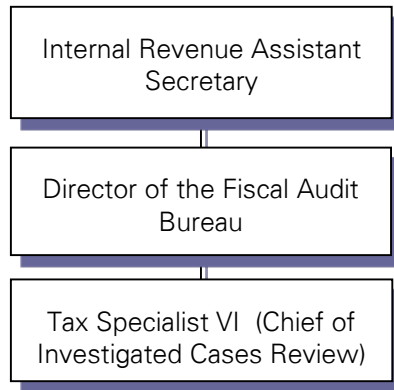 Internal Revenue Assistant
Secretary
Director of the Fiscal Audit
Bureau
Tax Specialist VI  (Chief of
Investigated Cases Review)